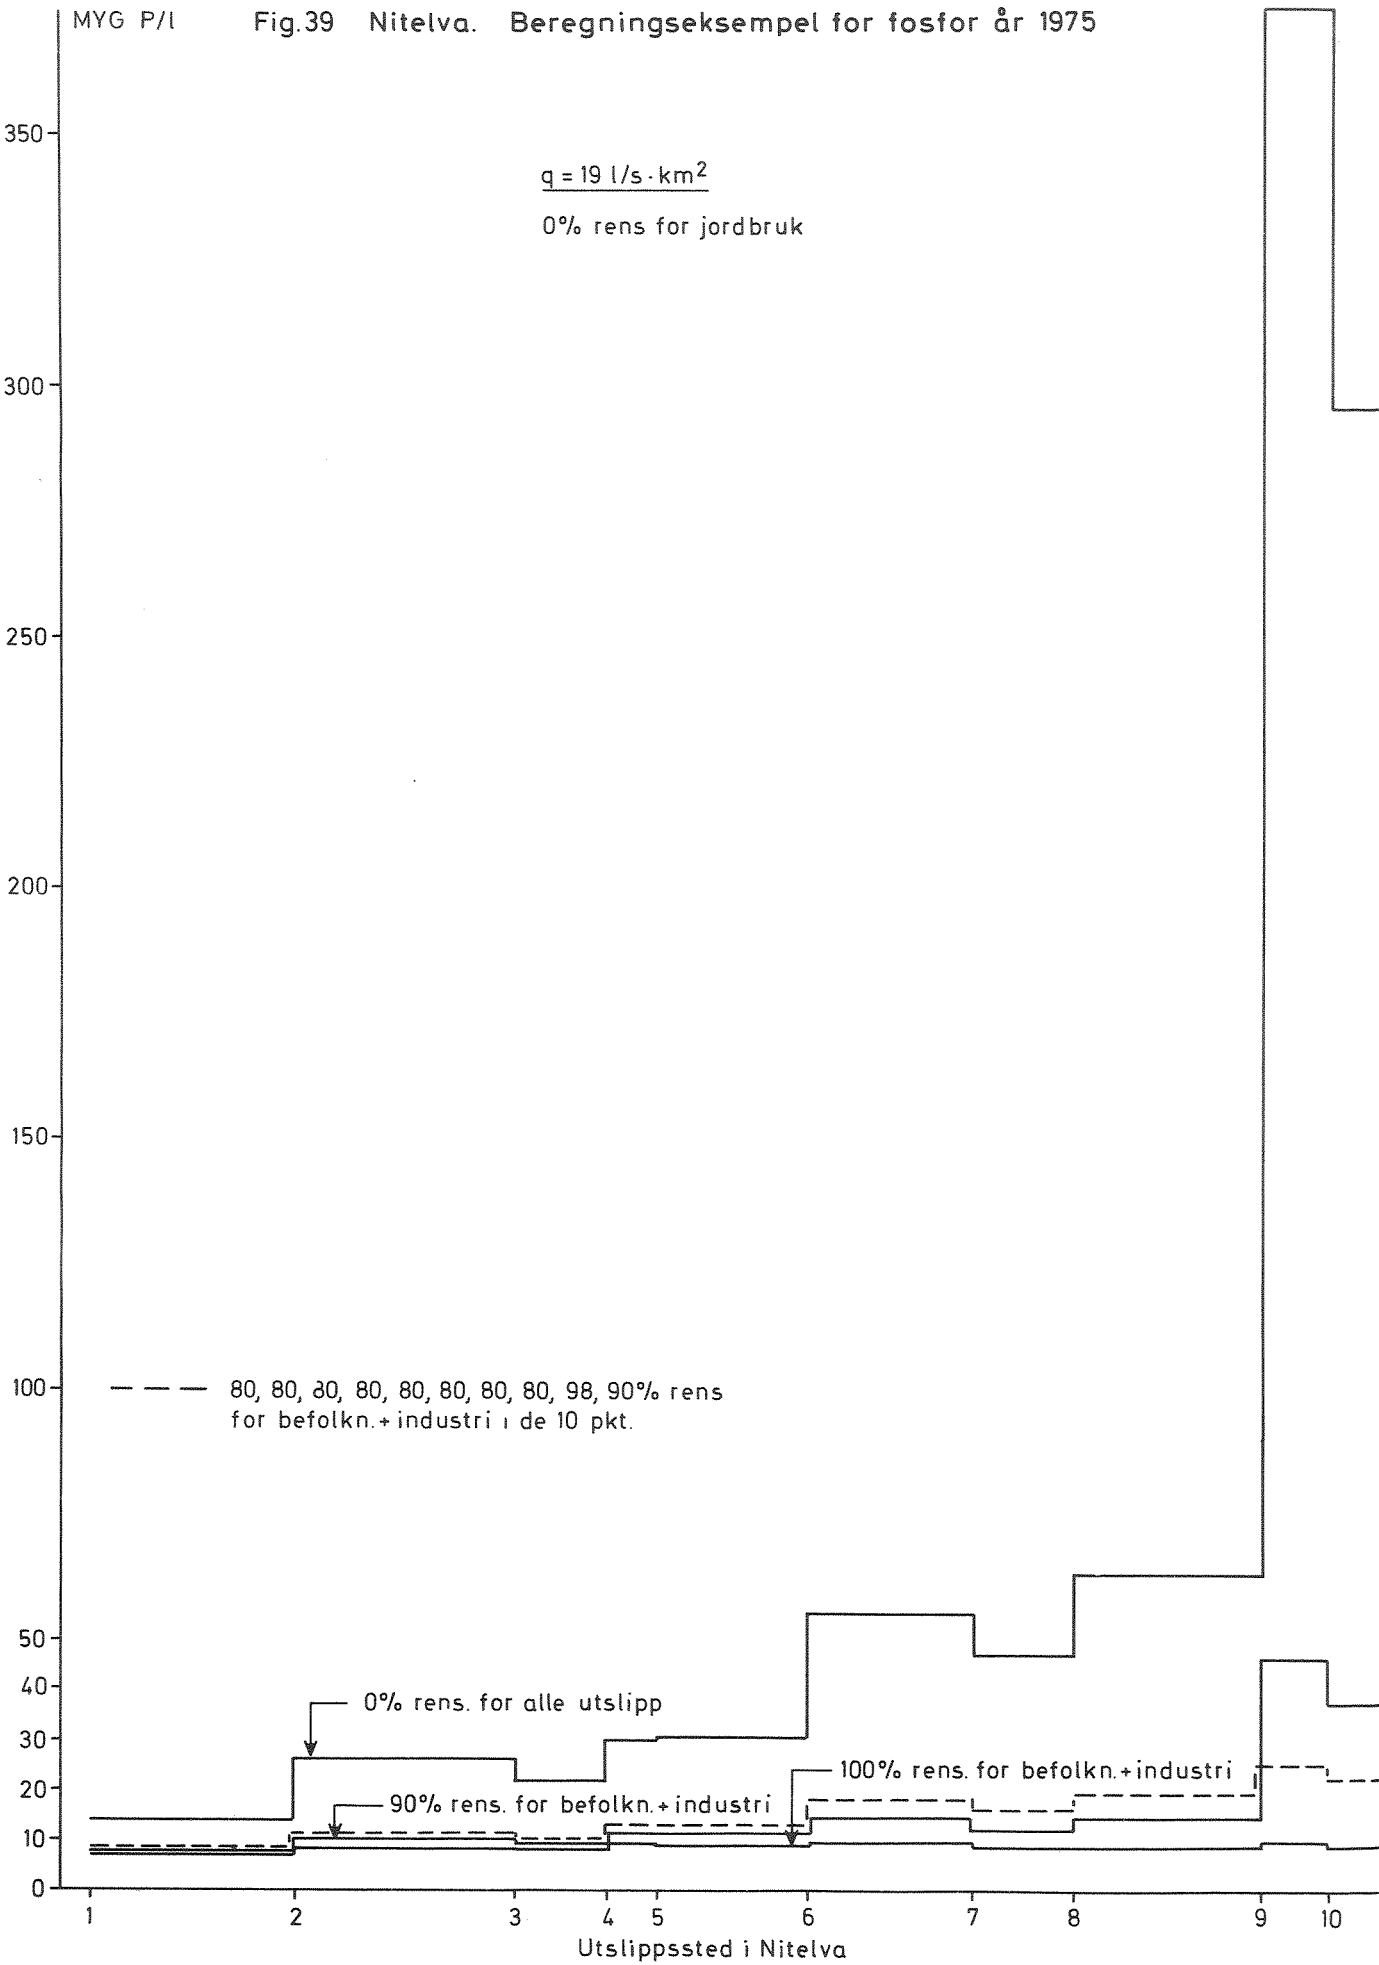 MYG P/l
Fig.39 Nitelva. Beregningseksempel for fosfor år 1975
350
q = 19 l/s·km²
0% rens for jordbruk
300
250
200
150
100
80, 80, 80, 80, 80, 80, 80, 80, 98, 90% rens
for befolkn.+industri i de 10 pkt.
50
40
0% rens. for alle utslipp
30
100% rens. for befolkn.+industri
20
90% rens. for befolkn.+industri
10
0
1 2 3 4 5 6 7 8 9 10
Utslippssted i Nitelva